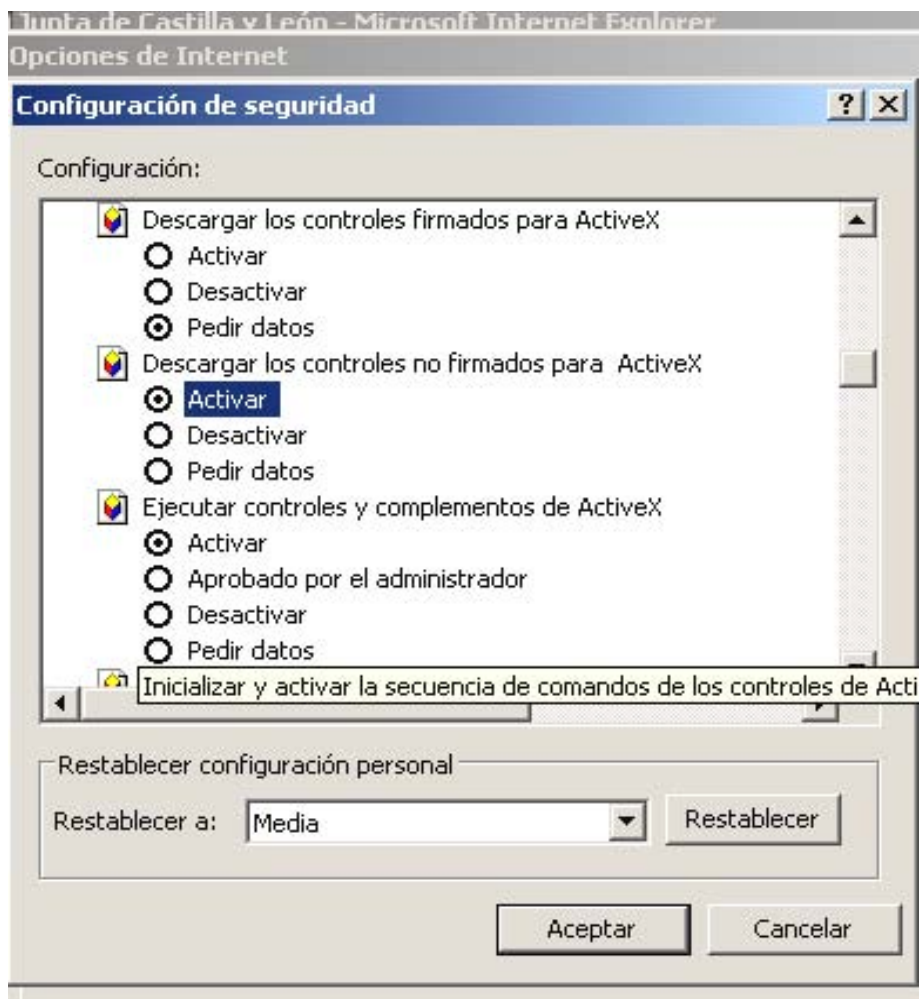 Junta de Castilla y León - Microsoft Internet Explorer
Opciones de Internet
Configuración de seguridad
Configuración:
Descargar los controles firmados para ActiveX
Activar
Desactivar
Pedir datos
Descargar los controles no firmados para ActiveX
Activar
Desactivar
Pedir datos
Ejecutar controles y complementos de ActiveX
Activar
Aprobado por el administrador
Desactivar
Pedir datos
Inicializar y activar la secuencia de comandos de los controles de Acti
Restablecer configuración personal
Restablecer a: Media Restablecer
Aceptar Cancelar